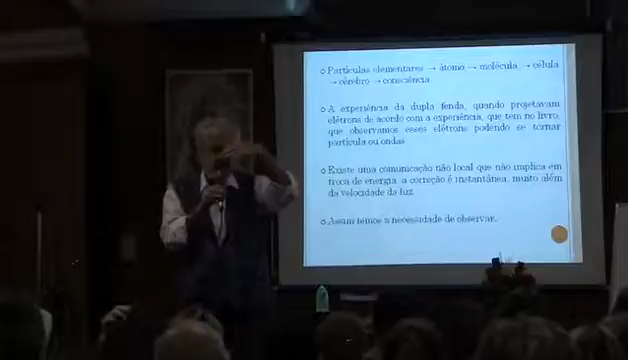 Partículas elementares → átomo → molécula → célula
→ cérebro → consciência
A experiência da dupla fenda, quando projetavam
elétrons de acordo com a experiência, que tem no livro,
que observamos esses elétrons podendo se tornar
partícula ou ondas
Existe uma comunicação não local que não implica em
troca de energia, a correção é instantânea, muito além
da velocidade da luz
Assim temos a necessidade de observar.